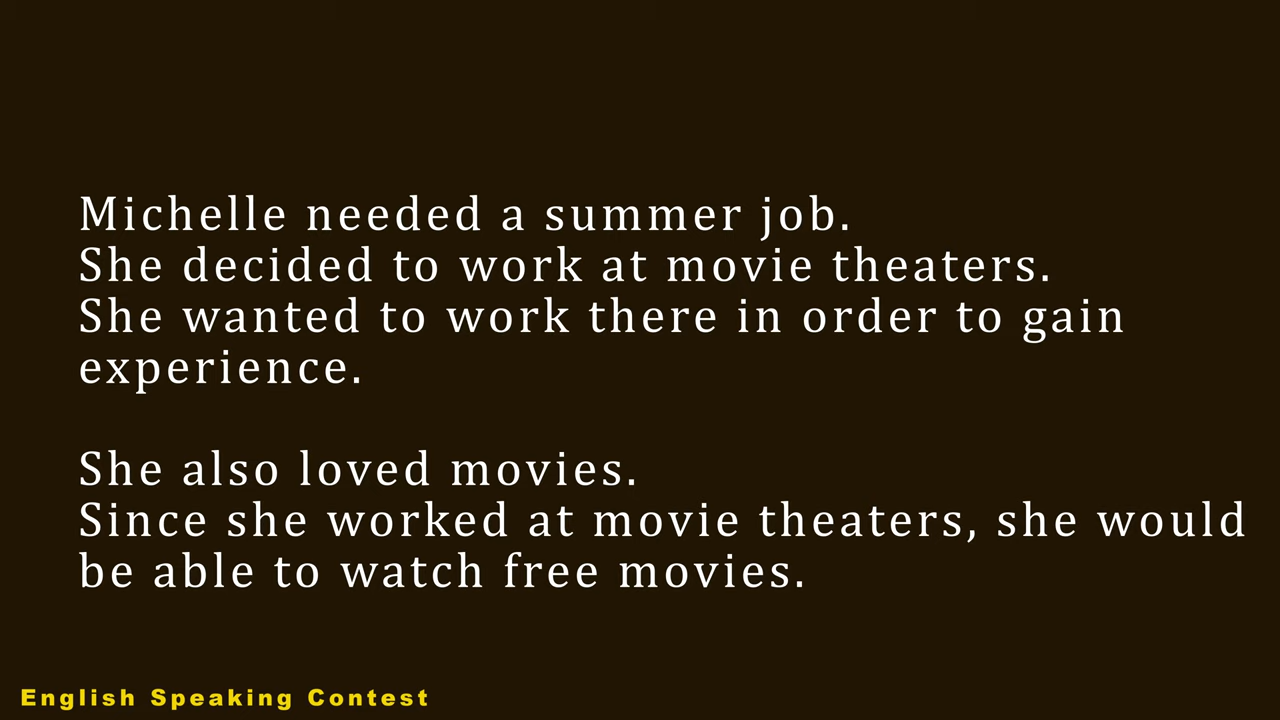 Michelle needed a summer job.
She decided to work at movie theaters.
She wanted to work there in order to gain
experience.
She also loved movies.
Since she worked at movie theaters, she would
be able to watch free movies.
English Speaking Contest